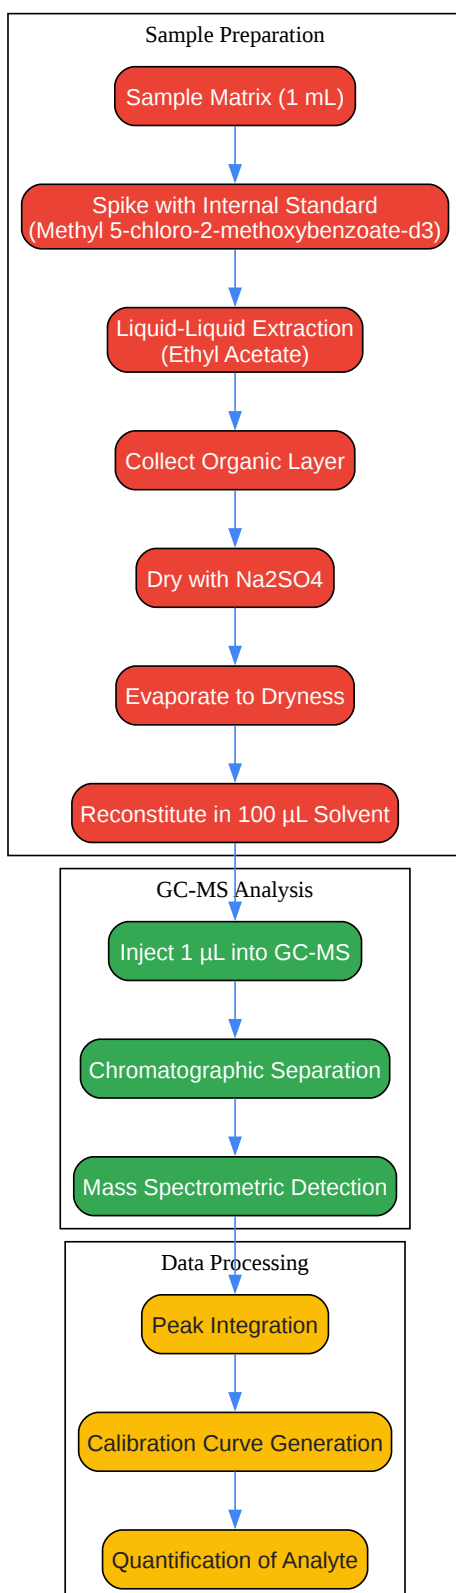 Sample Preparation
Sample Matrix (1 mL)
Spike with Internal Standard
(Methyl 5-chloro-2-methoxybenzoate-d3)
Liquid-Liquid Extraction
(Ethyl Acetate)
Collect Organic Layer
Dry with Na2SO4
Evaporate to Dryness
Reconstitute in 100 µL Solvent
GC-MS Analysis
Inject 1 µL into GC-MS
Chromatographic Separation
Mass Spectrometric Detection
Data Processing
Peak Integration
Calibration Curve Generation
Quantification of Analyte